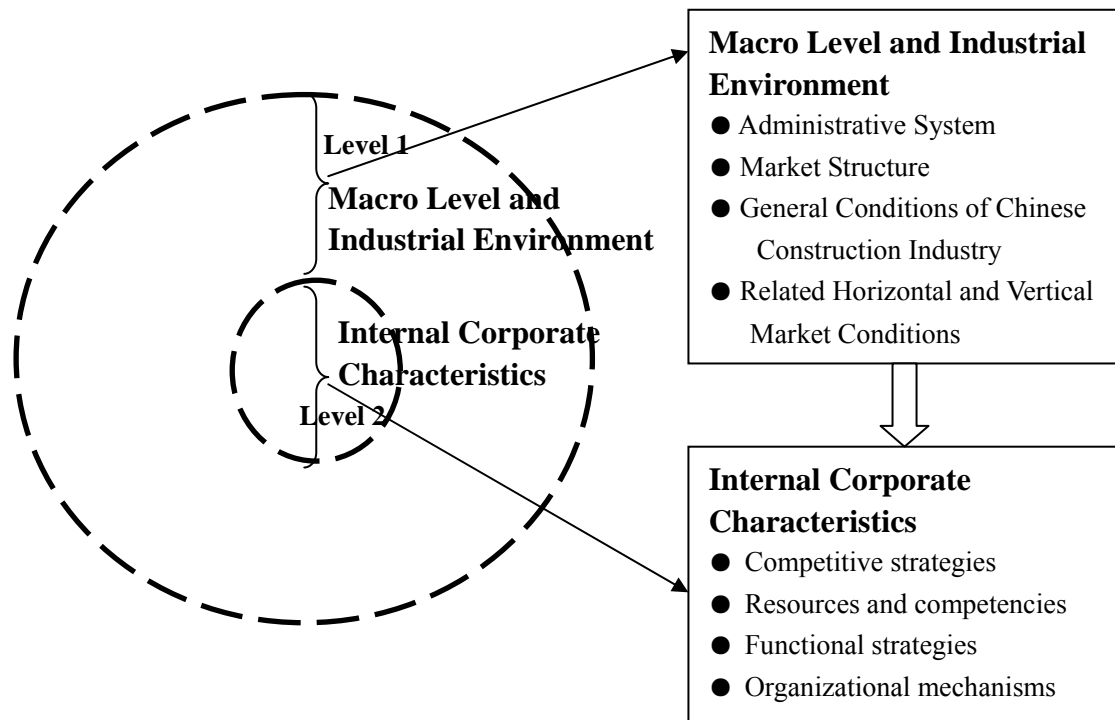 Level 1
Macro Level and
Industrial Environment
Internal Corporate
Characteristics
Level 2
Macro Level and Industrial
Environment
● Administrative System
● Market Structure
● General Conditions of Chinese
Construction Industry
● Related Horizontal and Vertical
Market Conditions
Internal Corporate
Characteristics
● Competitive strategies
● Resources and competencies
● Functional strategies
● Organizational mechanisms